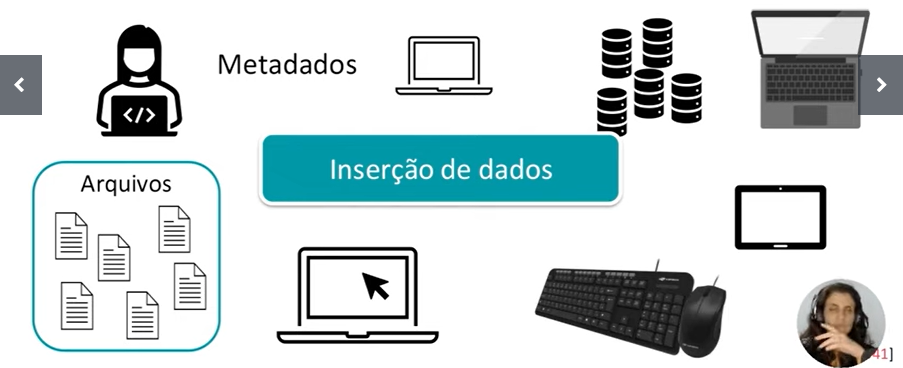 Metadados
</>
Inserção de dados
Arquivos
41]